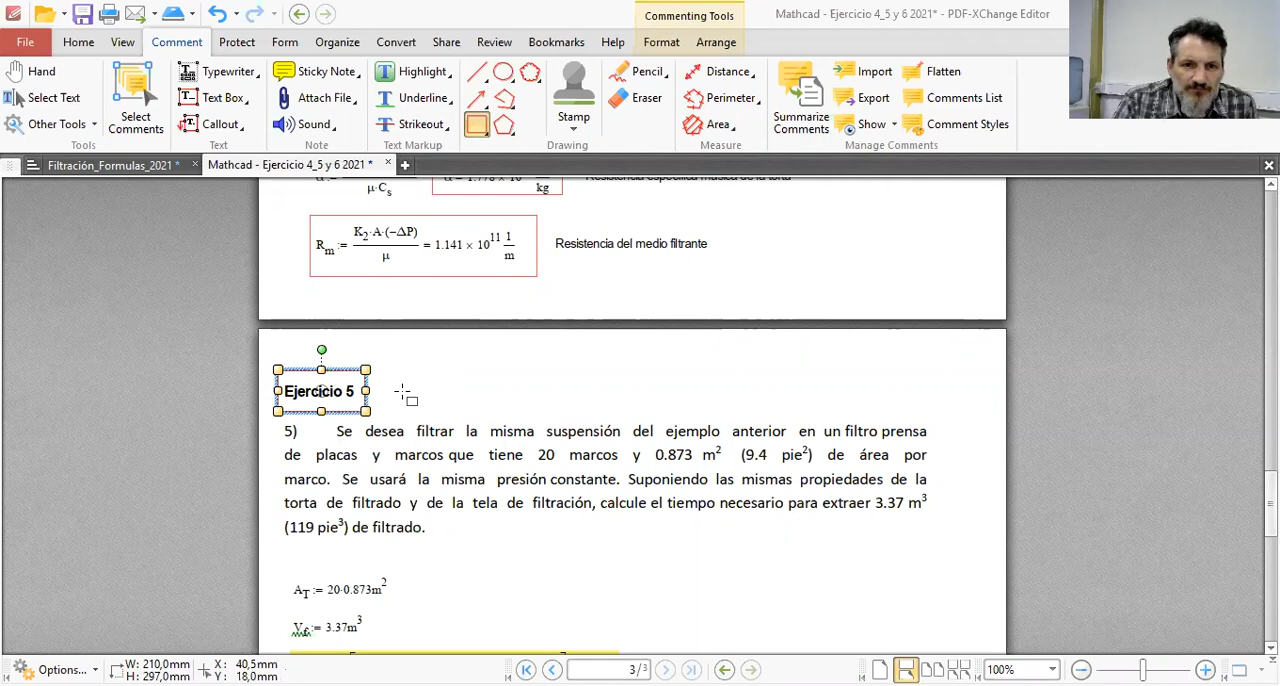 Commenting Tools
Mathcad - Ejercicio 4_5 y 6 2021* - PDF-XChange Editor
File Home View Comment Protect Form Organize Convert Share Review Bookmarks Help Format Arrange
Hand
Select Text
Other Tools
Select Comments
Tools
Typewriter
Text Box
Callout
Text
Sticky Note
Attach File
Sound
Note
Highlight
Underline
Strikeout
Text Markup
Drawing
Pencil
Eraser
Stamp
Distance
Perimeter
Area
Measure
Summarize Comments
Import
Export
Show
Flatten
Comments List
Comment Styles
Manage Comments
Filtración_Formulas_2021 *
Mathcad - Ejercicio 4_5 y 6 2021 *
μ·Cs
kg
Rm := K2·A·(−ΔP) / μ = 1.141 × 10^11 1/m
Resistencia del medio filtrante
Ejercicio 5
5) Se desea filtrar la misma suspensión del ejemplo anterior en un filtro prensa
de placas y marcos que tiene 20 marcos y 0.873 m² (9.4 pie²) de área por
marco. Se usará la misma presión constante. Suponiendo las mismas propiedades de la
torta de filtrado y de la tela de filtración, calcule el tiempo necesario para extraer 3.37 m³
(119 pie³) de filtrado.
AT := 20·0.873m²
Vf := 3.37m³
Options...
W: 210,0mm
H: 297,0mm
X: 40,5mm
Y: 18,0mm
3/3
100%